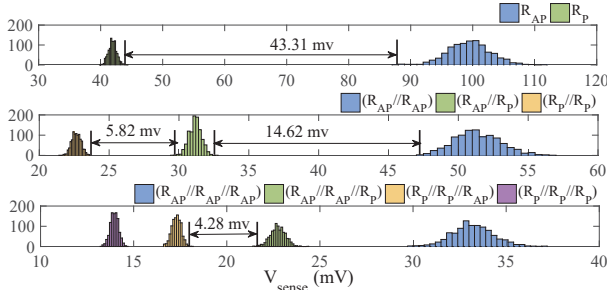 R_AP R_P
200
100
0
43.31 mv
30 40 50 60 70 80 90 100 110 120
(R_AP//R_AP) (R_AP//R_P) (R_P//R_P)
200
100
0
5.82 mv 14.62 mv
20 25 30 35 40 45 50 55 60
(R_AP//R_AP//R_AP) (R_AP//R_AP//R_P) (R_P//R_P//R_AP) (R_P//R_P//R_P)
200
100
0
4.28 mv
10 15 20 25 30 35 40
V_sense (mV)